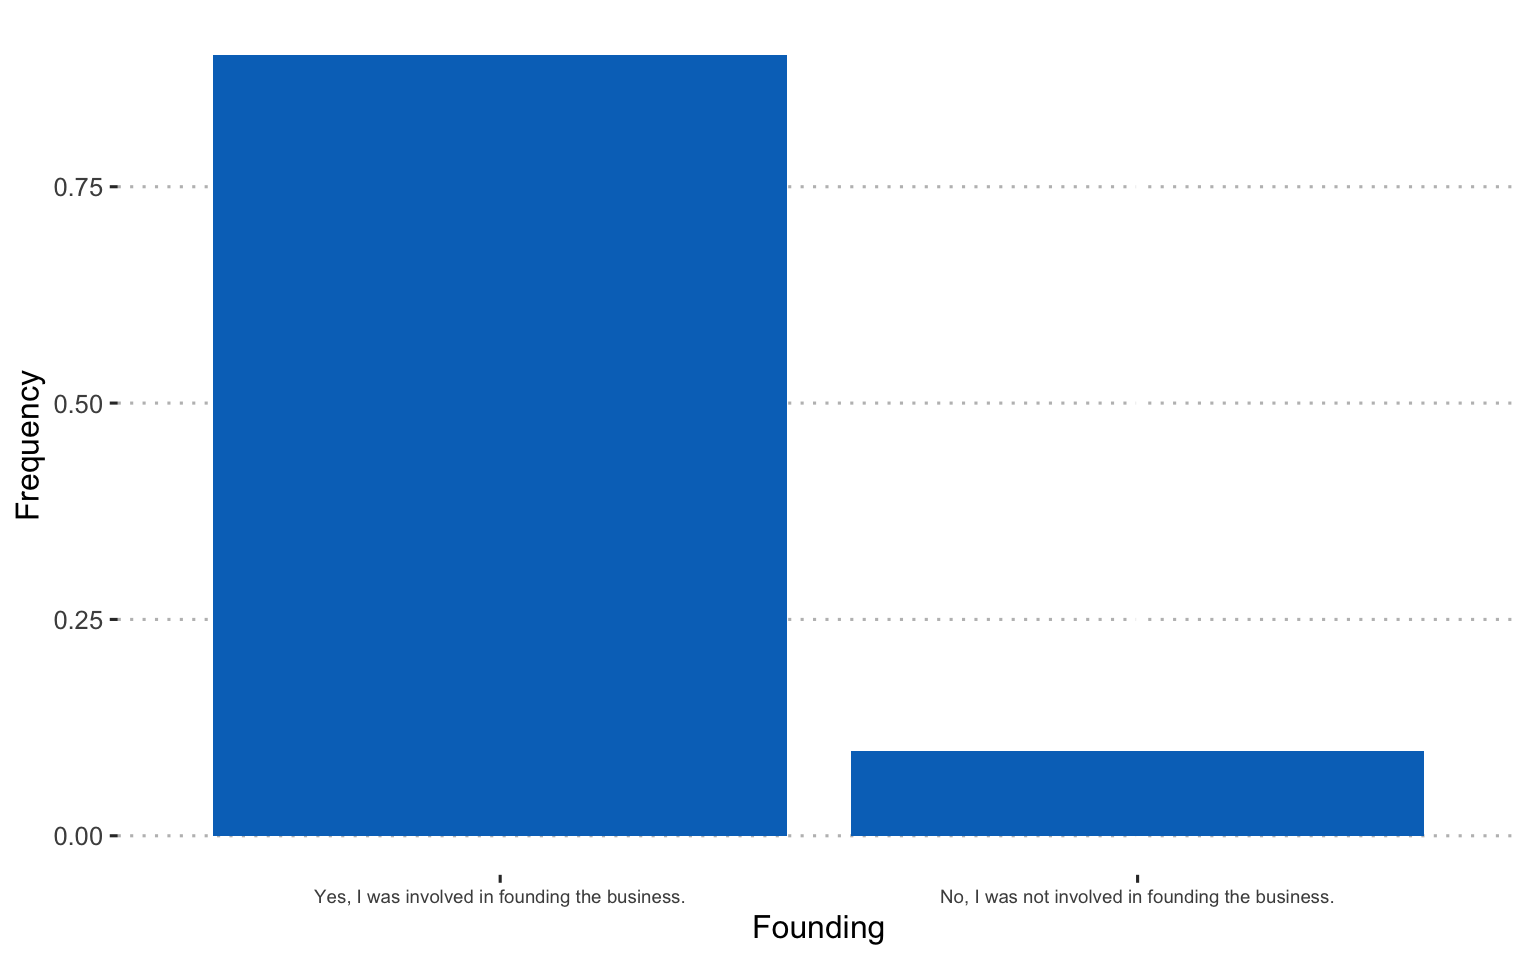 Frequency
0.75
0.50
0.25
0.00
Yes, I was involved in founding the business.
No, I was not involved in founding the business.
Founding